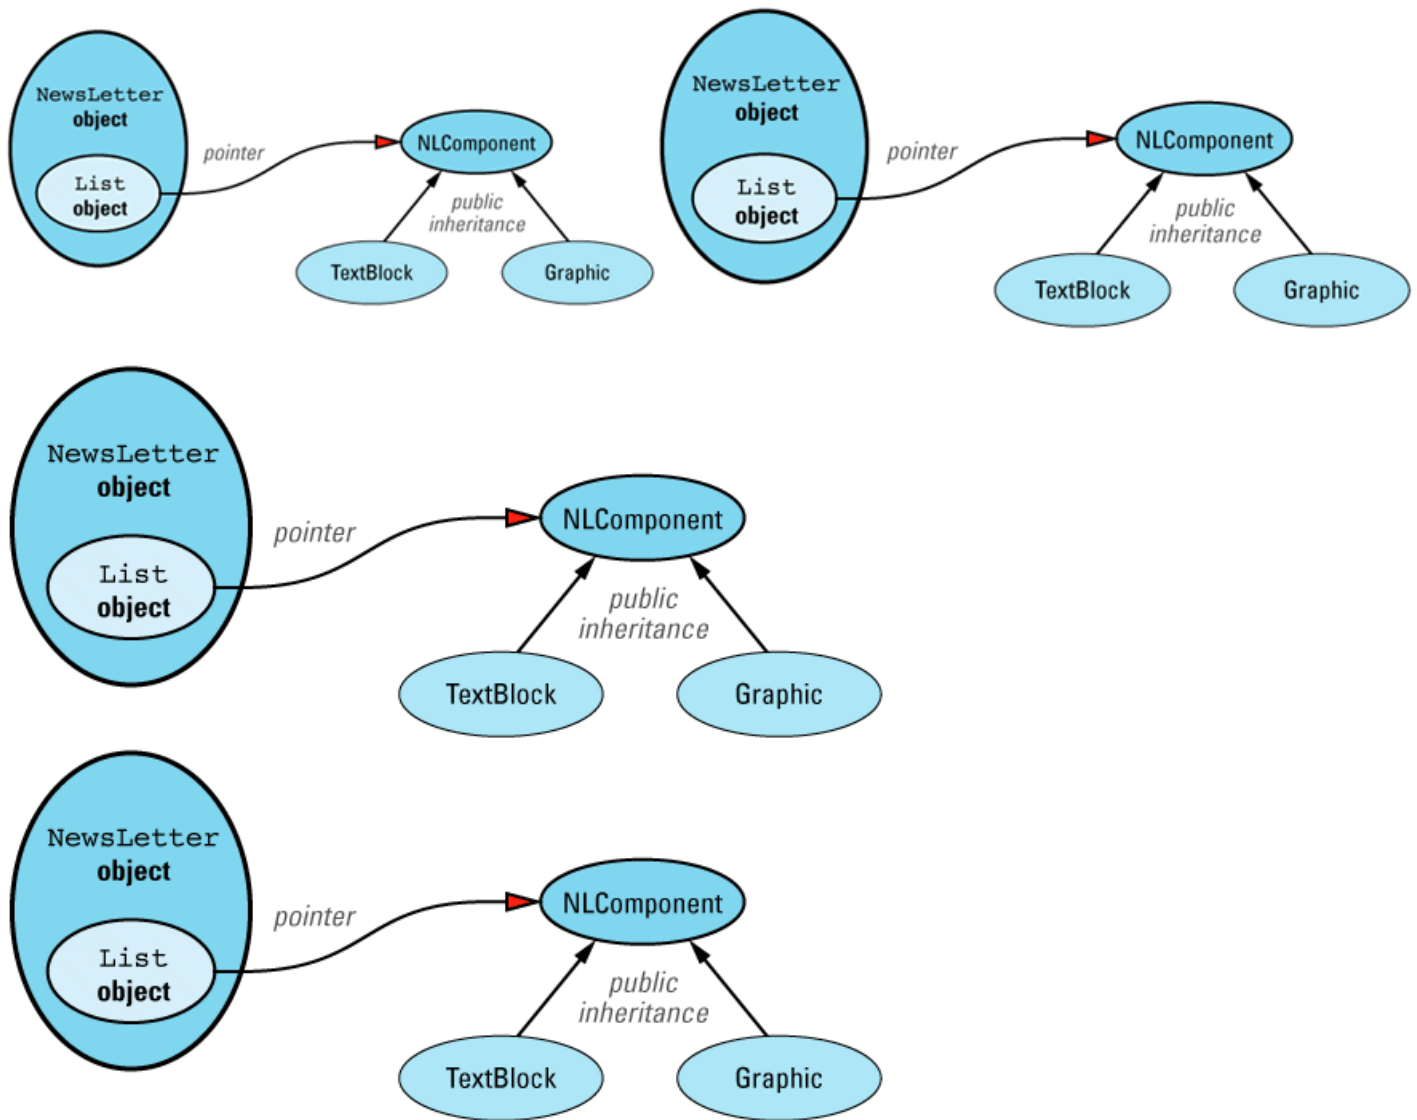 NewsLetter
object
List
object
pointer
NLComponent
public
inheritance
TextBlock
Graphic
NewsLetter
object
List
object
pointer
NLComponent
public
inheritance
TextBlock
Graphic
NewsLetter
object
List
object
pointer
NLComponent
public
inheritance
TextBlock
Graphic
NewsLetter
object
List
object
pointer
NLComponent
public
inheritance
TextBlock
Graphic